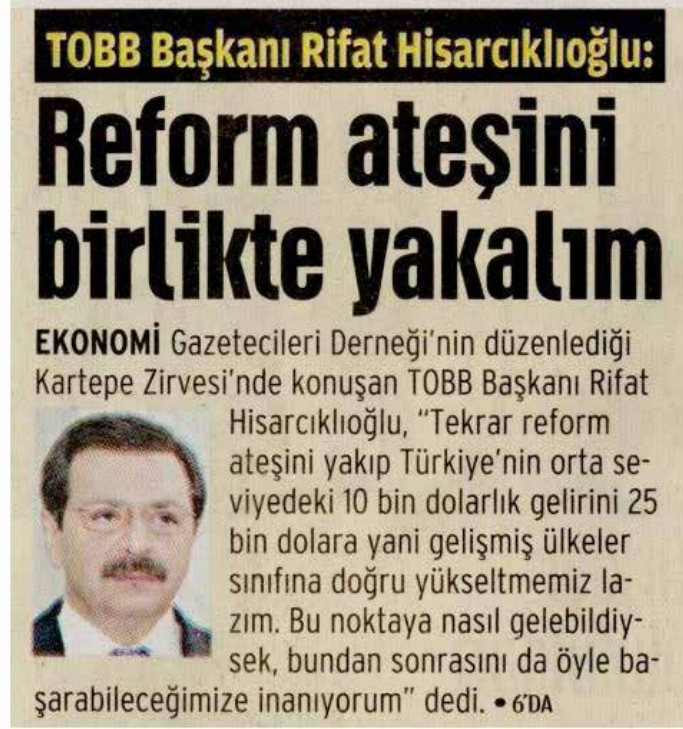 TOBB Başkanı Rifat Hisarcıklıoğlu:
Reform ateşini
birlikte yakalım
EKONOMİ Gazetecileri Derneği'nin düzenlediği
Kartepe Zirvesi'nde konuşan TOBB Başkanı Rifat
Hisarcıklıoğlu, "Tekrar reform
ateşini yakıp Türkiye'nin orta se-
viyedeki 10 bin dolarlık gelirini 25
bin dolara yani gelişmiş ülkeler
sınıfına doğru yükseltmemiz la-
zım. Bu noktaya nasıl gelebildiy-
sek, bundan sonrasını da öyle ba-
şarabileceğimize inanıyorum" dedi. • 6'DA